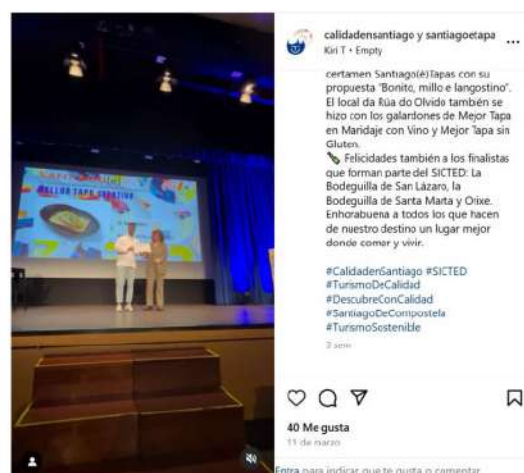 calidadensantiago y santiagoetapa
Kiri T • Empty
certamen Santiago(é)Tapas con su
propuesta "Bonito, millo e langostino".
El local da Rúa do Olvido también se
hizo con los galardones de Mejor Tapa
en Maridaje con Vino y Mejor Tapa sin
Gluten.
🍾 Felicidades también a los finalistas
que forman parte del SICTED: La
Bodeguilla de San Lázaro, la
Bodeguilla de Santa Marta y Orixe.
Enhorabuena a todos los que hacen
de nuestro destino un lugar mejor
donde comer y vivir.
#CalidadenSantiago #SICTED
#TurismoDeCalidad
#DescubreConCalidad
#SantiagoDeCompostela
#TurismoSostenible
3 sem
40 Me gusta
11 de marzo
Entra para indicar que te gusta o comentar
TAPA CREATIVA